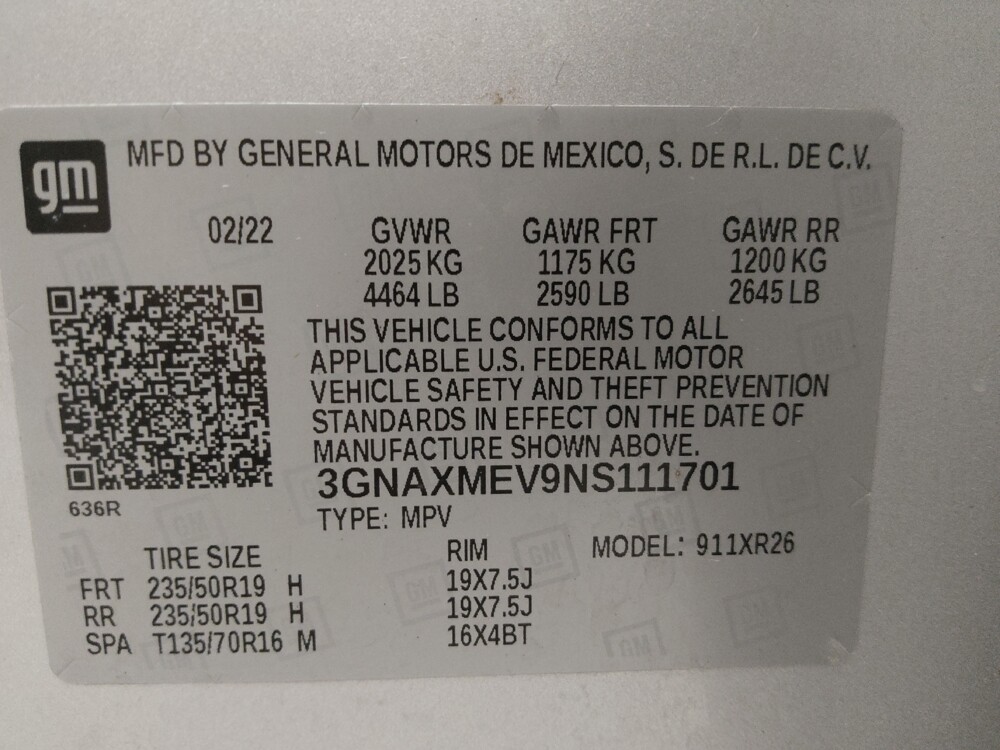 gm
MFD BY GENERAL MOTORS DE MEXICO, S. DE R.L. DE C.V.
02/22 GVWR GAWR FRT GAWR RR
2025 KG 1175 KG 1200 KG
4464 LB 2590 LB 2645 LB
THIS VEHICLE CONFORMS TO ALL
APPLICABLE U.S. FEDERAL MOTOR
VEHICLE SAFETY AND THEFT PREVENTION
STANDARDS IN EFFECT ON THE DATE OF
MANUFACTURE SHOWN ABOVE.
3GNAXMEV9NS111701
636R
TYPE: MPV
TIRE SIZE RIM MODEL: 911XR26
FRT 235/50R19 H 19X7.5J
RR 235/50R19 H 19X7.5J
SPA T135/70R16 M 16X4BT